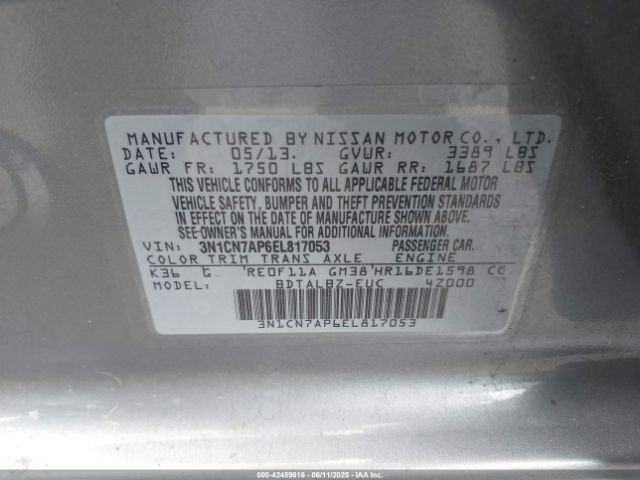 MANUFACTURED BY NISSAN MOTOR CO., LTD.
DATE: 05/13. GVWR: 3389 LBS
GAWR FR: 1750 LBS GAWR RR: 1687 LBS
THIS VEHICLE CONFORMS TO ALL APPLICABLE FEDERAL MOTOR
VEHICLE SAFETY, BUMPER AND THEFT PREVENTION STANDARDS
IN EFFECT ON THE DATE OF MANUFACTURE SHOWN ABOVE.
SEE-OWNER'S MANUAL FOR ADDITIONAL INFORMATION.
VIN: 3N1CN7AP6EL817053 PASSENGER CAR.
COLOR TRIM TRANS AXLE ENGINE
K36 G RE0F11A GM38 HR16DE1598 CC
MODEL: BDTALBZ-EUC 4Z000
3N1CN7AP6EL817053
000-42459616 - 06/11/2025 - IAAI.COM